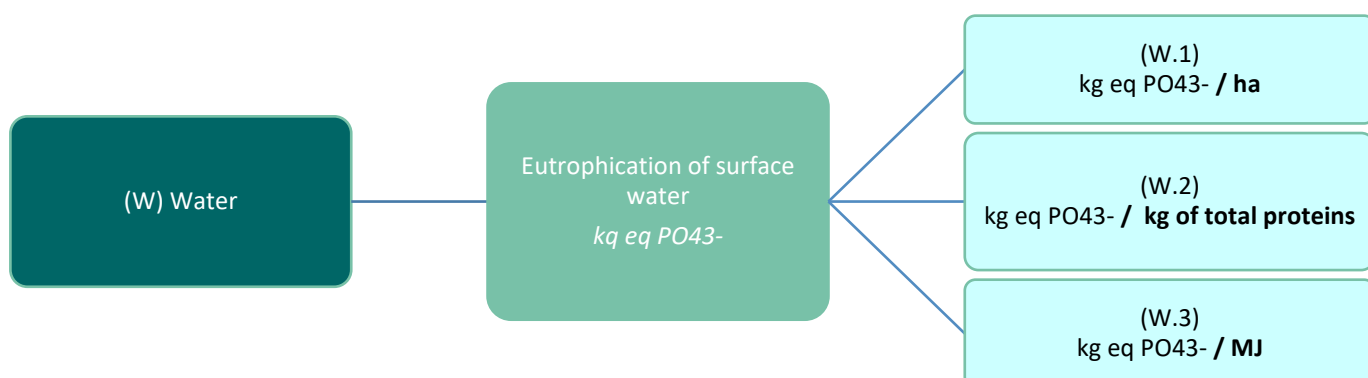 (W) Water
Eutrophication of surface
water
kq eq PO43-
(W.1)
kg eq PO43- / ha
(W.2)
kg eq PO43- / kg of total proteins
(W.3)
kg eq PO43- / MJ